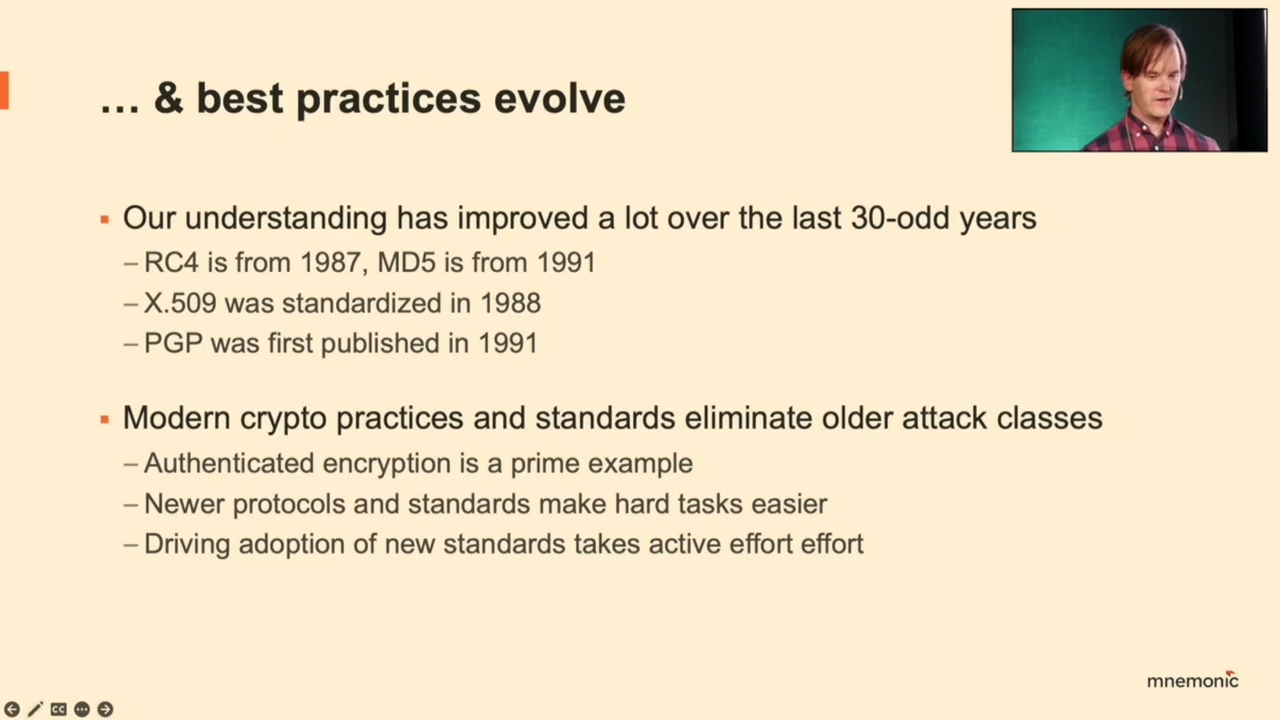 … & best practices evolve
Our understanding has improved a lot over the last 30-odd years
– RC4 is from 1987, MD5 is from 1991
– X.509 was standardized in 1988
– PGP was first published in 1991
Modern crypto practices and standards eliminate older attack classes
– Authenticated encryption is a prime example
– Newer protocols and standards make hard tasks easier
– Driving adoption of new standards takes active effort effort
mnemonic
CC